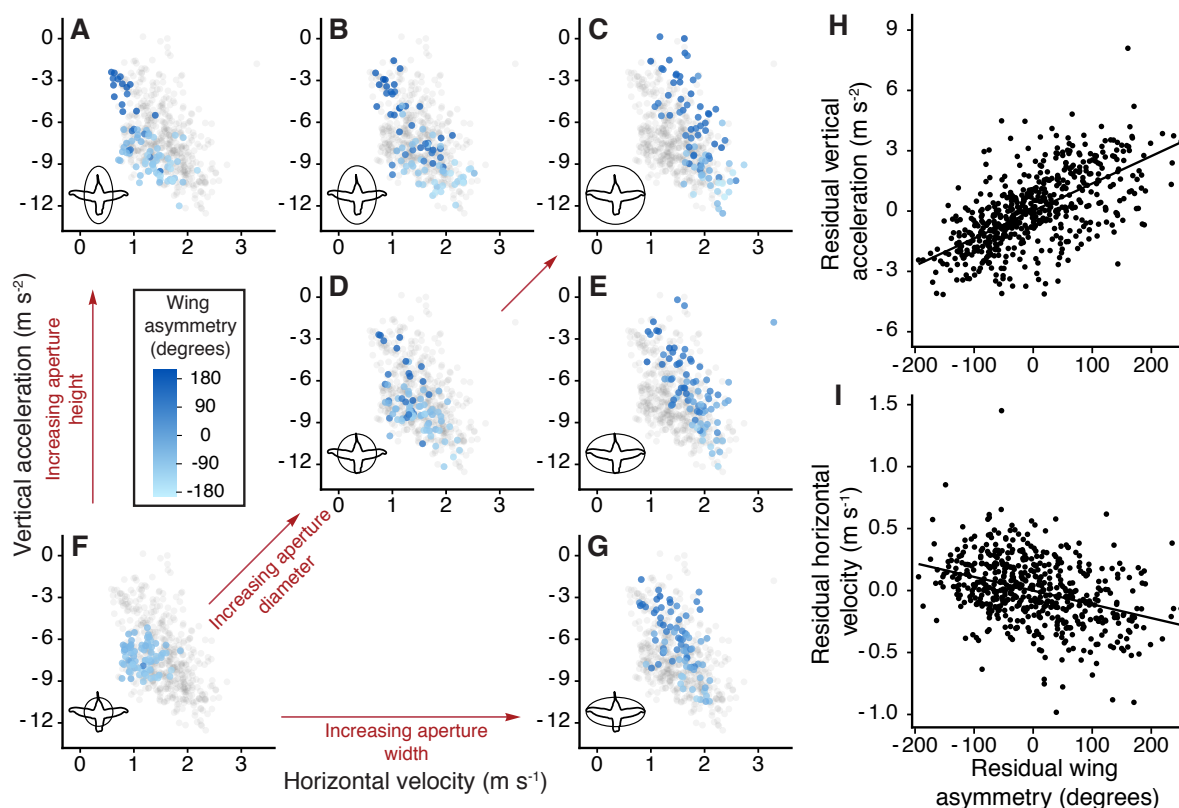 A
B
C
0
-3
-6
-9
-12
0 1 2 3
0
-3
-6
-9
-12
0 1 2 3
0
-3
-6
-9
-12
0 1 2 3
Vertical acceleration (m s-2)
Increasing aperture
height
Wing
asymmetry
(degrees)
180
90
0
-90
-180
D
E
0
-3
-6
-9
-12
0 1 2 3
0
-3
-6
-9
-12
0 1 2 3
Increasing aperture
diameter
F
G
0
-3
-6
-9
-12
0 1 2 3
0
-3
-6
-9
-12
0 1 2 3
Increasing aperture
width
Horizontal velocity (m s-1)
H
Residual vertical
acceleration (m s-2)
9
6
3
0
-3
-6
-200 -100 0 100 200
I
Residual horizontal
velocity (m s-1)
1.5
1.0
0.5
0.0
-0.5
-1.0
-200 -100 0 100 200
Residual wing
asymmetry (degrees)